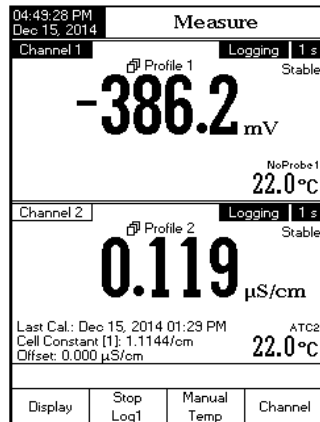 04:49:28 PM
Dec 15, 2014
Measure
Channel 1
Logging 1 s
Profile 1
Stable
-386.2 mV
NoProbe1
22.0°C
Channel 2
Logging 1 s
Profile 2
Stable
0.119 µS/cm
Last Cal.: Dec 15, 2014 01:29 PM
Cell Constant [1]: 1.1144/cm
Offset: 0.000 µS/cm
ATC2
22.0°C
Display
Stop
Log1
Manual
Temp
Channel